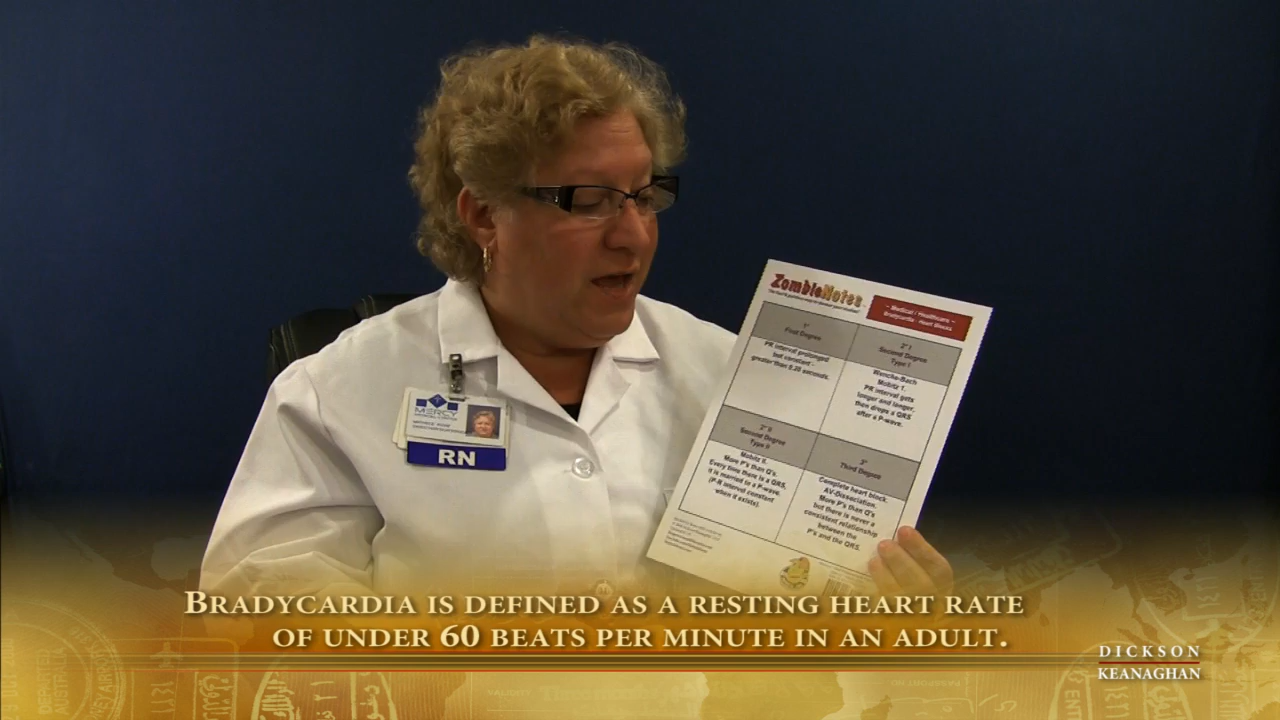 ZombieNotes
- Medical / Healthcare -
Bradycardia - Heart Blocks
1°
First Degree
PR interval prolonged
but constant -
greater than 0.20 seconds.
2° I
Second Degree
Type I
Wencke-Bach
Mobitz 1.
PR interval gets
longer and longer,
then drops a QRS
after a P-wave.
2° II
Second Degree
Type II
Mobitz II.
More P's than Q's.
Every time there is a QRS,
it is married to a P-wave.
(P-R interval constant
when it exists).
3°
Third Degree
Complete heart block.
AV-Dissociation.
More P's than Q's
but there is never a
consistent relationship
between the
P's and the QRS.
MERCY
RN
BRADYCARDIA IS DEFINED AS A RESTING HEART RATE
OF UNDER 60 BEATS PER MINUTE IN AN ADULT.
DICKSON
KEANAGHAN